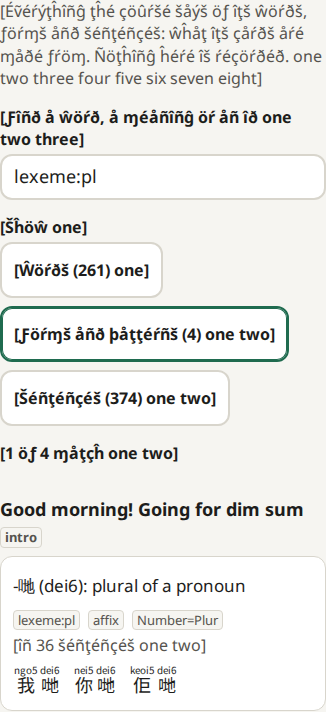 [Éṽéŕýţĥîñĝ ţĥé çöûŕšé šåýš öƒ îţš ŵöŕðš,
ƒöŕɱš åñð šéñţéñçéš: ŵĥåţ îţš çåŕðš åŕé
ɱåðé ƒŕöɱ. Ñöţĥîñĝ ĥéŕé îš ŕéçöŕðéð. one
two three four five six seven eight]
[Ƒîñð å ŵöŕð, å ɱéåñîñĝ öŕ åñ îð one
two three]
lexeme:pl
[Šĥöŵ one]
[Ŵöŕðš (261) one]
[Ƒöŕɱš åñð þåţţéŕñš (4) one two]
[Šéñţéñçéš (374) one two]
[1 öƒ 4 ɱåţçĥ one two]
Good morning! Going for dim sum
intro
-哋 (dei6): plural of a pronoun
lexeme:pl affix Number=Plur
[îñ 36 šéñţéñçéš one two]
ngo5 dei6 nei5 dei6 keoi5 dei6
我 哋 你 哋 佢 哋